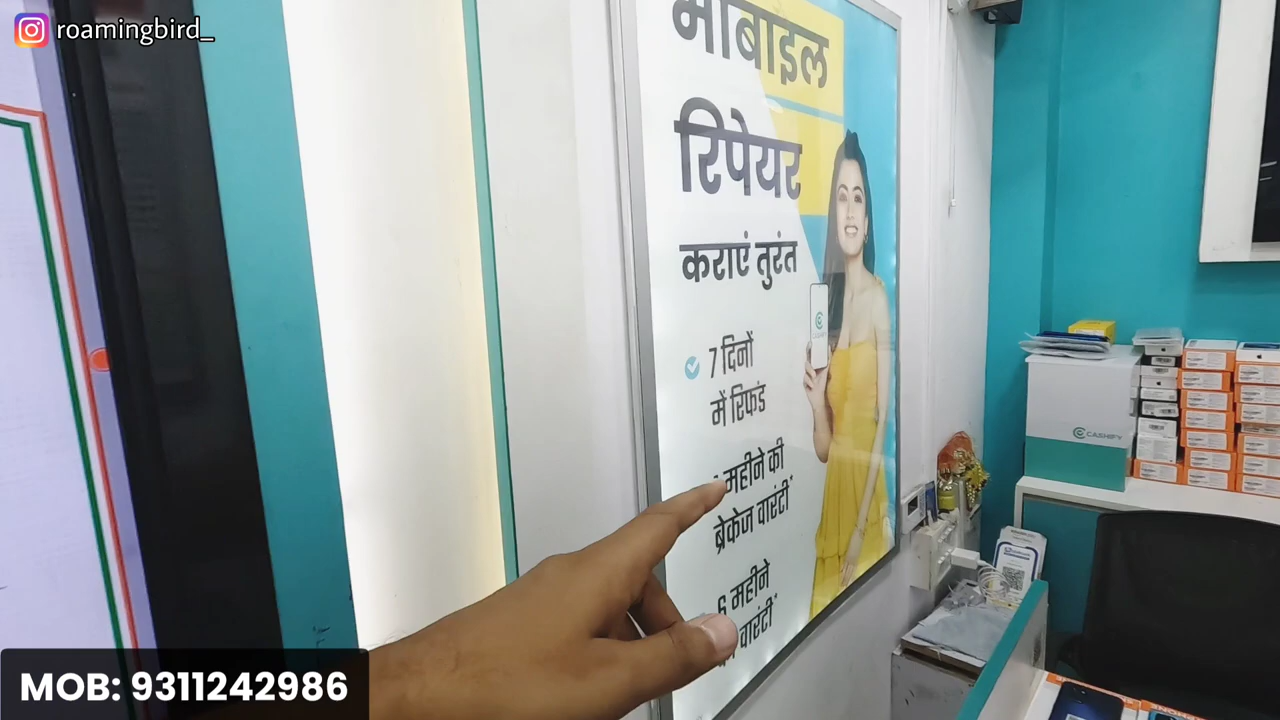 roamingbird_
मोबाइल
रिपेयर
कराएं तुरंत
7 दिनों
में रिफंड
महीने की
ब्रेकेज वारंटी*
6 महीने
वारंटी*
CASHIFY
MOB: 9311242986